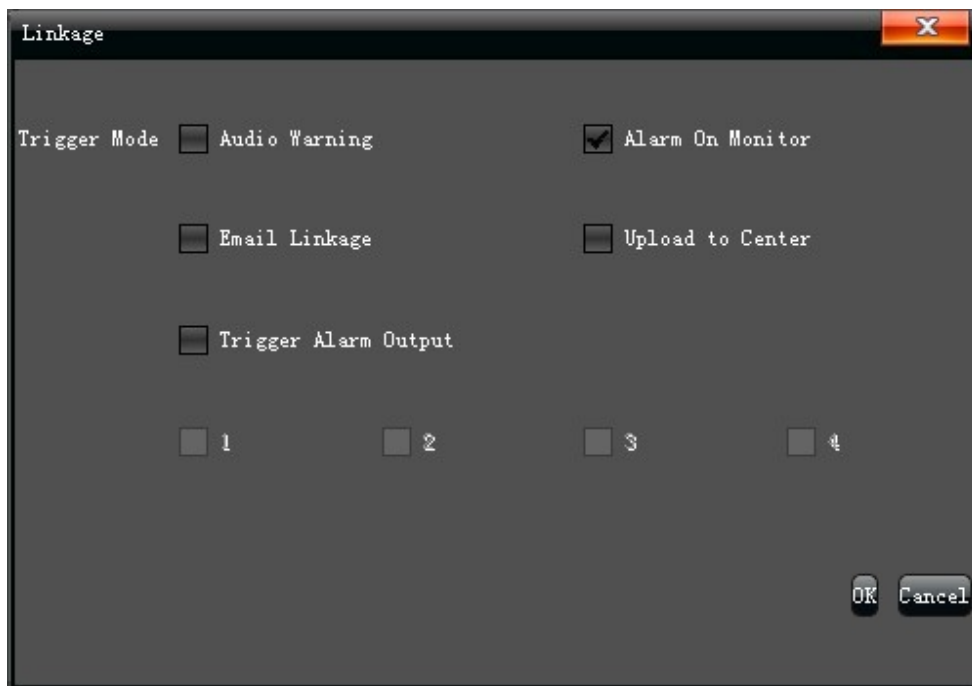 Linkage
Trigger Mode Audio Warning Alarm On Monitor
Email Linkage Upload to Center
Trigger Alarm Output
1 2 3 4
OK Cancel